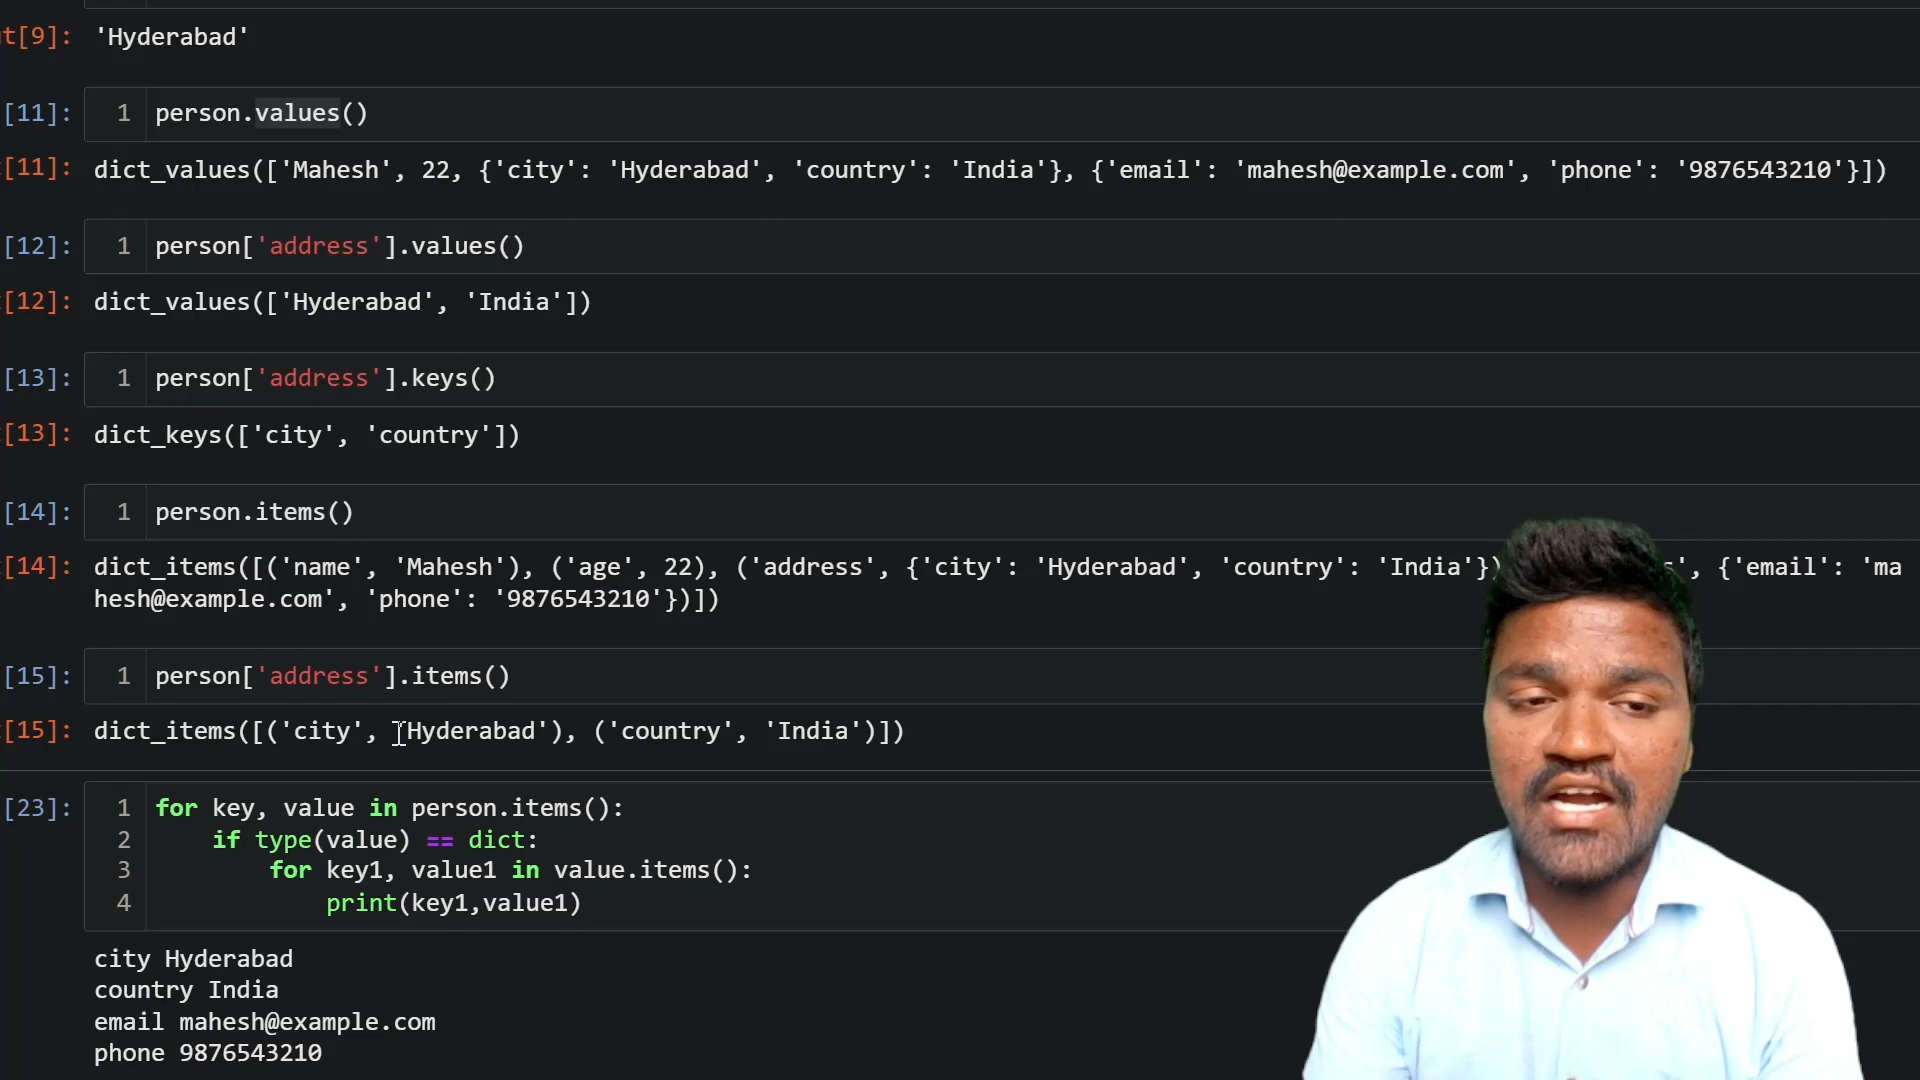 t[9]: 'Hyderabad'
[11]: 1 person.values()
[11]: dict_values(['Mahesh', 22, {'city': 'Hyderabad', 'country': 'India'}, {'email': 'mahesh@example.com', 'phone': '9876543210'}])
[12]: 1 person['address'].values()
[12]: dict_values(['Hyderabad', 'India'])
[13]: 1 person['address'].keys()
[13]: dict_keys(['city', 'country'])
[14]: 1 person.items()
[14]: dict_items([('name', 'Mahesh'), ('age', 22), ('address', {'city': 'Hyderabad', 'country': 'India'}) s', {'email': 'ma
hesh@example.com', 'phone': '9876543210'})])
[15]: 1 person['address'].items()
[15]: dict_items([('city', 'Hyderabad'), ('country', 'India')])
[23]: 1 for key, value in person.items():
2 if type(value) == dict:
3 for key1, value1 in value.items():
4 print(key1,value1)
city Hyderabad
country India
email mahesh@example.com
phone 9876543210